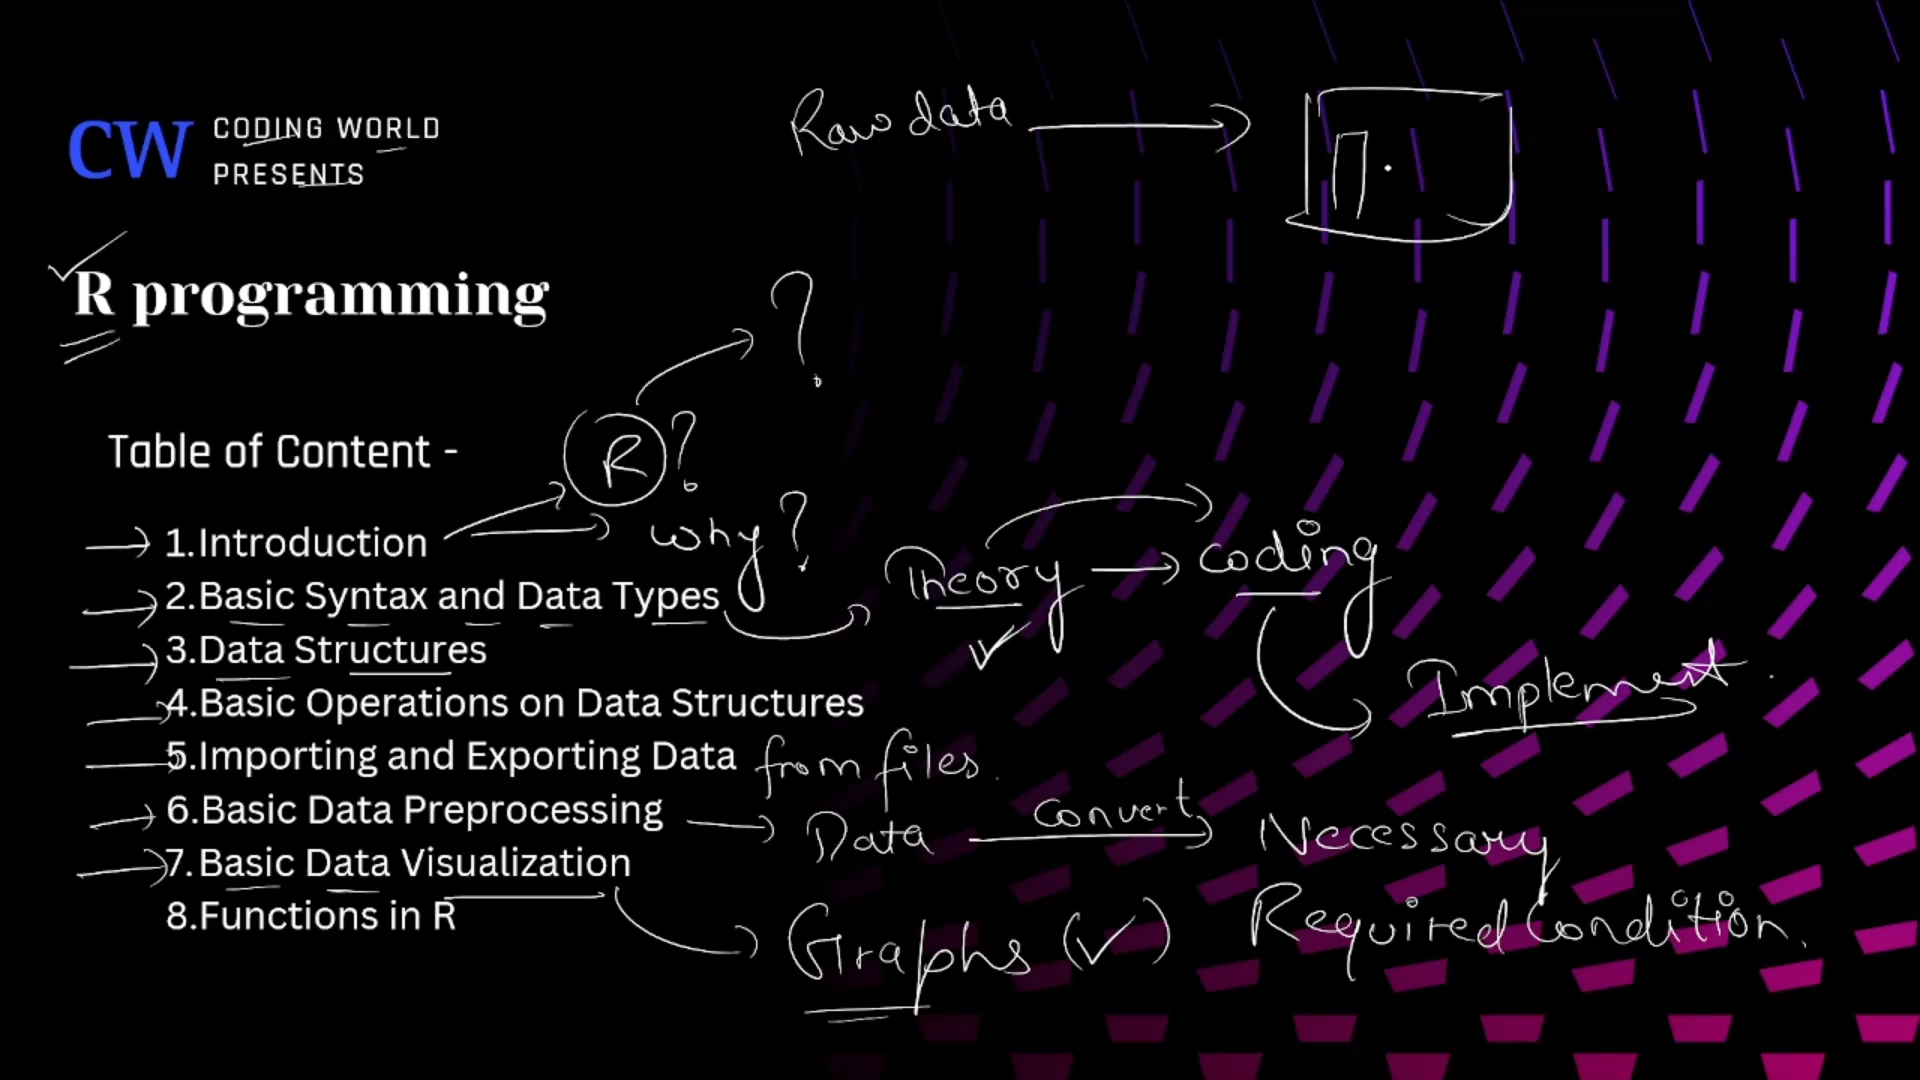 CW CODING WORLD
PRESENTS
Raw data
R programming
?
Table of Content -
R?
1.Introduction
why?
2.Basic Syntax and Data Types
Theory
coding
3.Data Structures
Implement.
4.Basic Operations on Data Structures
5.Importing and Exporting Data from files.
6.Basic Data Preprocessing
Data convert Necessary
7.Basic Data Visualization
8.Functions in R
Graphs (✓)
Required Condition.